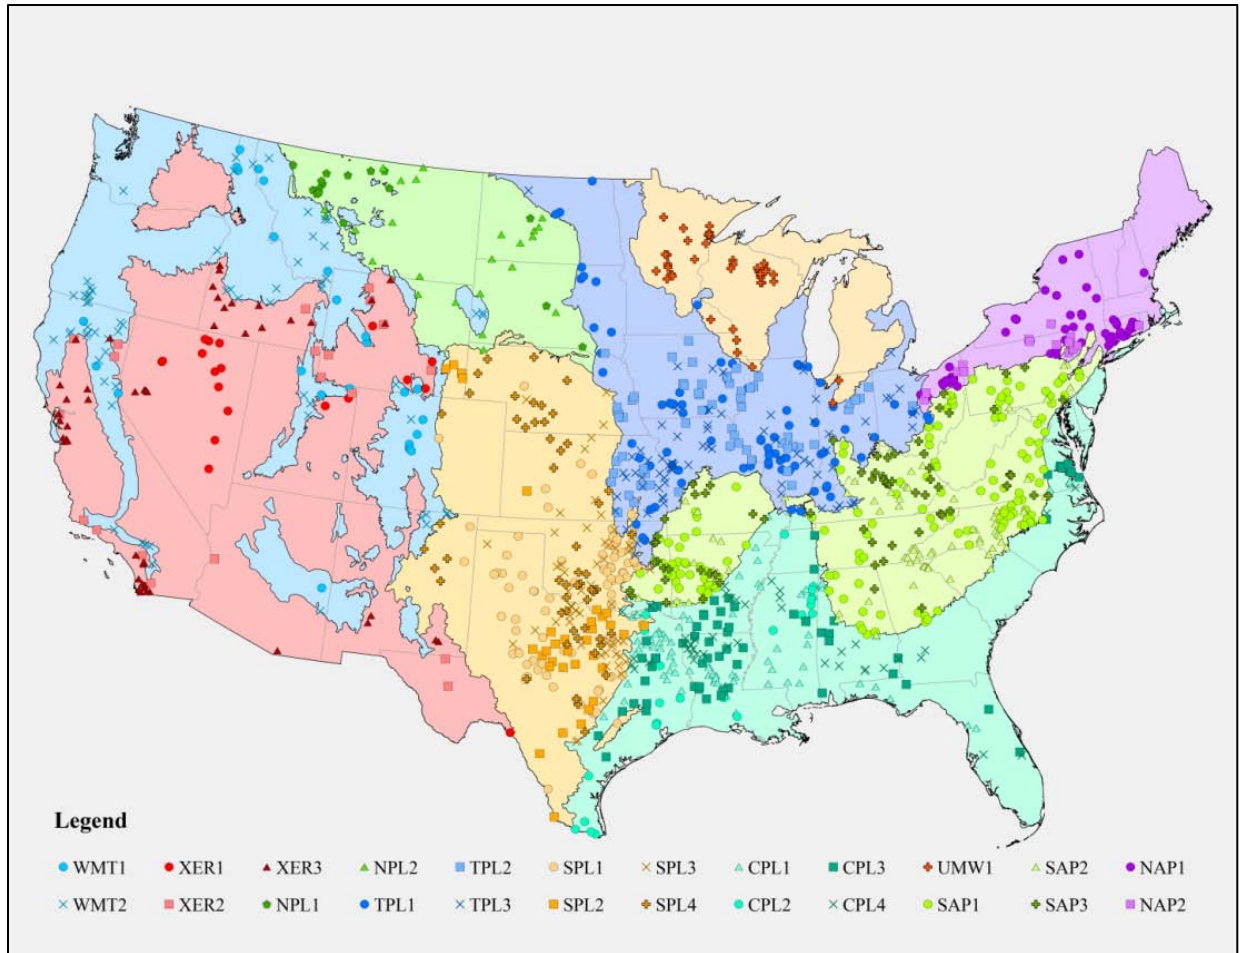 Legend
WMT1 XER1 XER3 NPL2 TPL2 SPL1 SPL3 CPL1 CPL3 UMW1 SAP2 NAP1
WMT2 XER2 NPL1 TPL1 TPL3 SPL2 SPL4 CPL2 CPL4 SAP1 SAP3 NAP2